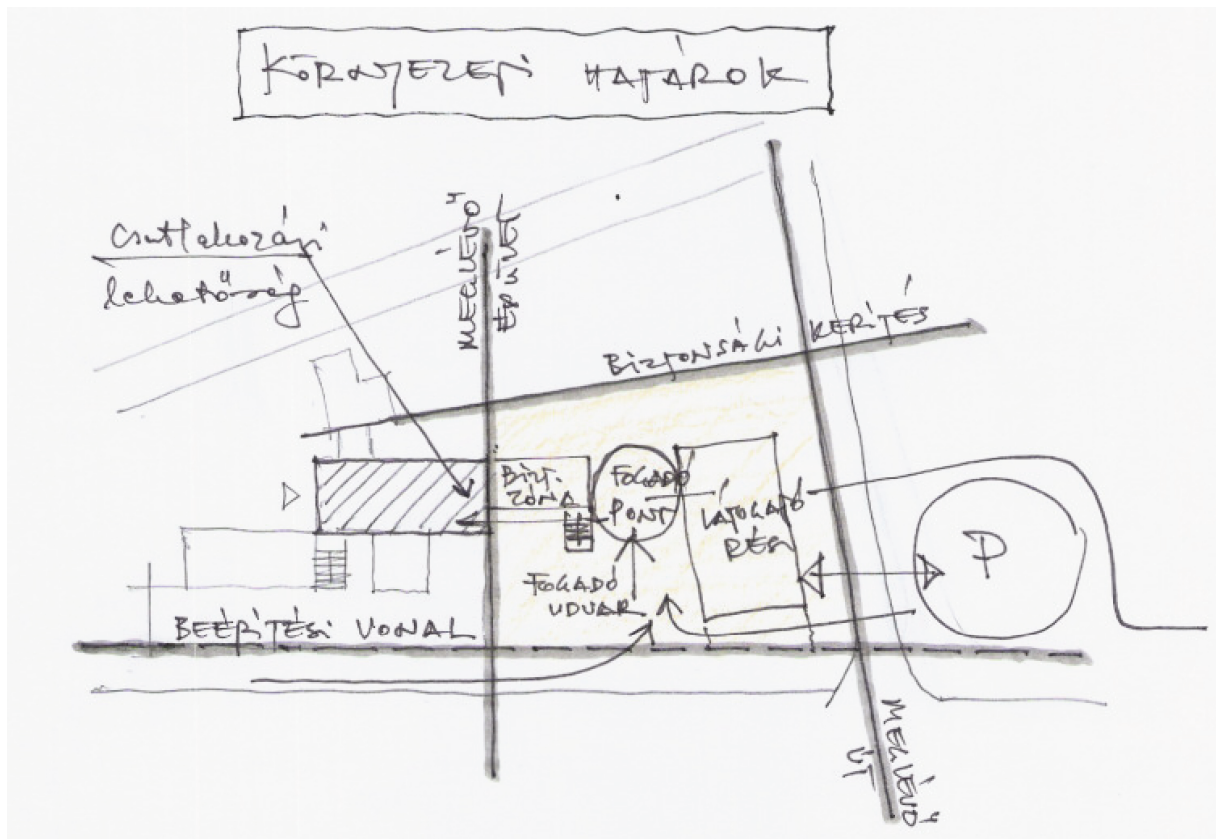 KÖRNYEZETI HATÁROK
Csatlakozási
lehetőség
MEGLÉVŐ
ÉPÜLET
BIZTONSÁGI KERÍTÉS
BIZT.
ZÓNA
FOGADÓ
PONT
LÁTOGATÓ
RÉSZ
P
FOGADÓ
UDVAR
BEÉPÍTÉSI VONAL
MEGLÉVŐ
ÚT